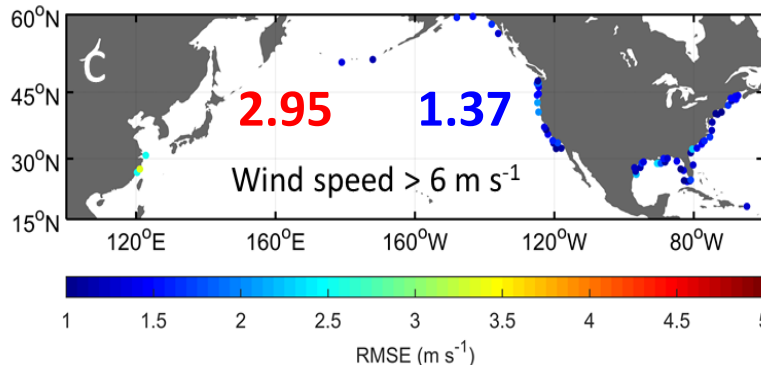 60°N
C
45°N
2.95 1.37
30°N
Wind speed > 6 m s⁻¹
15°N
120°E 160°E 160°W 120°W 80°W
1 1.5 2 2.5 3 3.5 4 4.5 5
RMSE (m s⁻¹)